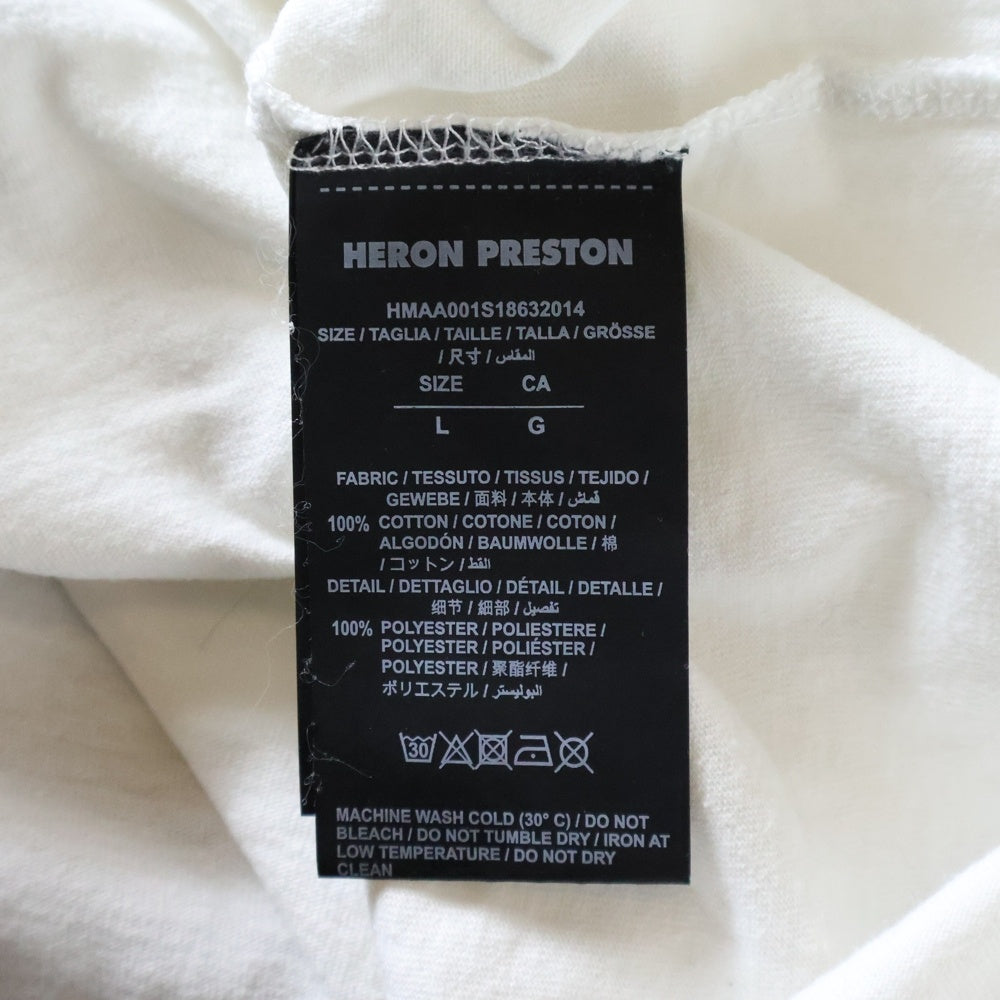 HERON PRESTON
HMAA001S18632014
SIZE / TAGLIA / TAILLE / TALLA / GRÖSSE
/ 尺寸 / المقاس
SIZE CA
L G
FABRIC / TESSUTO / TISSUS / TEJIDO /
GEWEBE / 面料 / 本体 / قماش
100% COTTON / COTONE / COTON /
ALGODÓN / BAUMWOLLE / 棉
/ コットン / القط
DETAIL / DETTAGLIO / DÉTAIL / DETALLE /
细节 / 細部 / تفصيل
100% POLYESTER / POLIESTERE /
POLYESTER / POLIÉSTER /
POLYESTER / 聚酯纤维 /
ポリエステル / البوليستر
30
MACHINE WASH COLD (30° C) / DO NOT
BLEACH / DO NOT TUMBLE DRY / IRON AT
LOW TEMPERATURE / DO NOT DRY
CLEAN